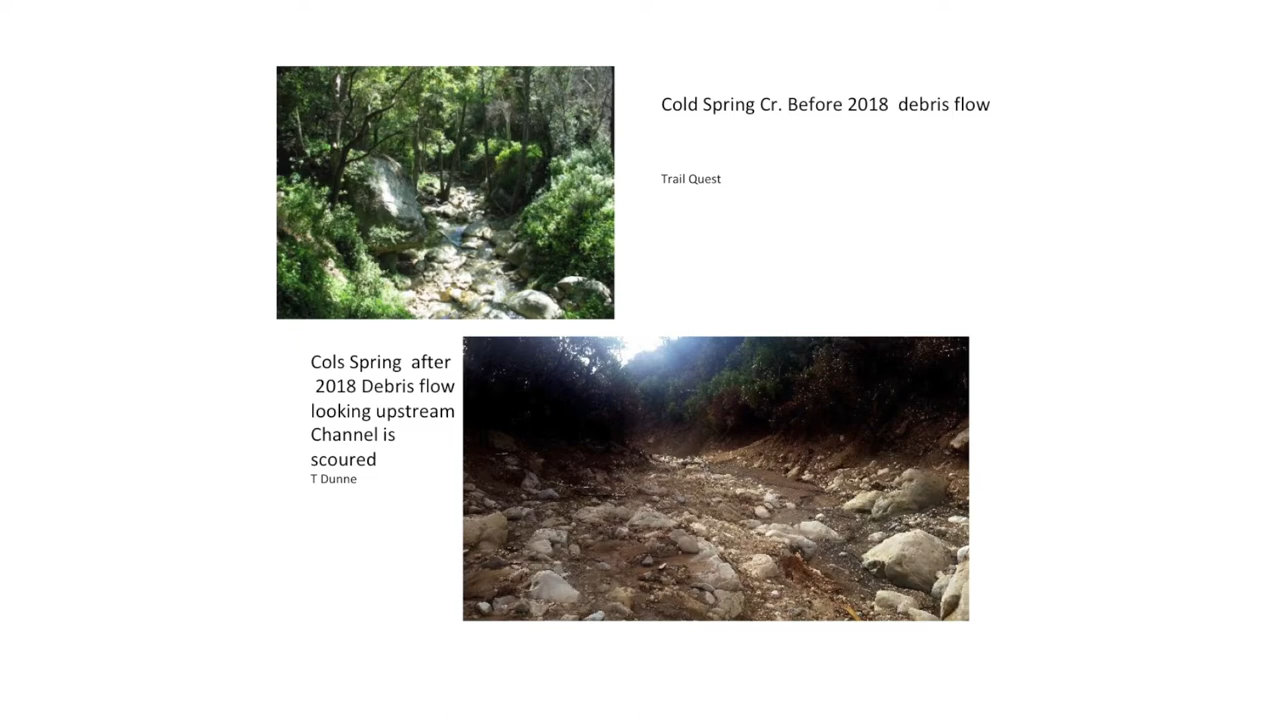 Cold Spring Cr. Before 2018  debris flow
Trail Quest
Cols Spring  after
2018 Debris flow
looking upstream
Channel is
scoured
T Dunne